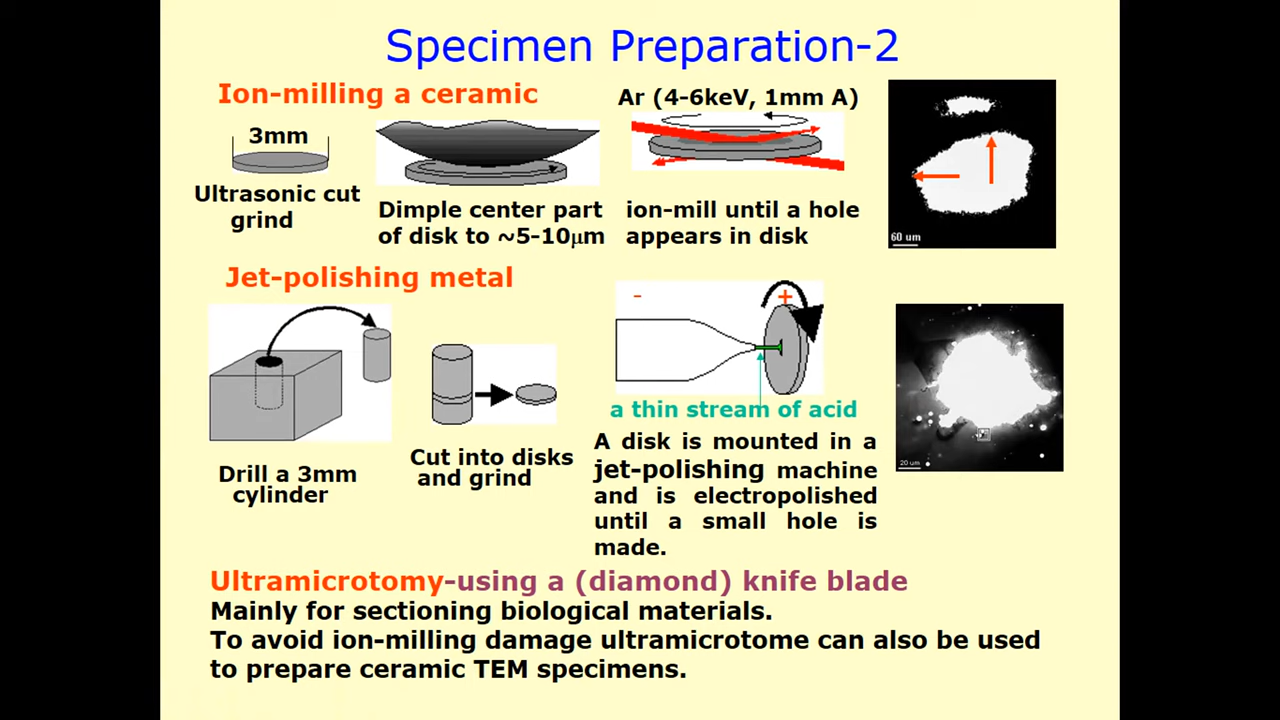 Specimen Preparation-2
Ion-milling a ceramic
3mm
Ultrasonic cut
grind
Dimple center part
of disk to ~5-10μm
Ar (4-6keV, 1mm A)
ion-mill until a hole
appears in disk
60 um
Jet-polishing metal
Drill a 3mm
cylinder
Cut into disks
and grind
- +
a thin stream of acid
A disk is mounted in a
jet-polishing machine
and is electropolished
until a small hole is
made.
20 um
Ultramicrotomy-using a (diamond) knife blade
Mainly for sectioning biological materials.
To avoid ion-milling damage ultramicrotome can also be used
to prepare ceramic TEM specimens.